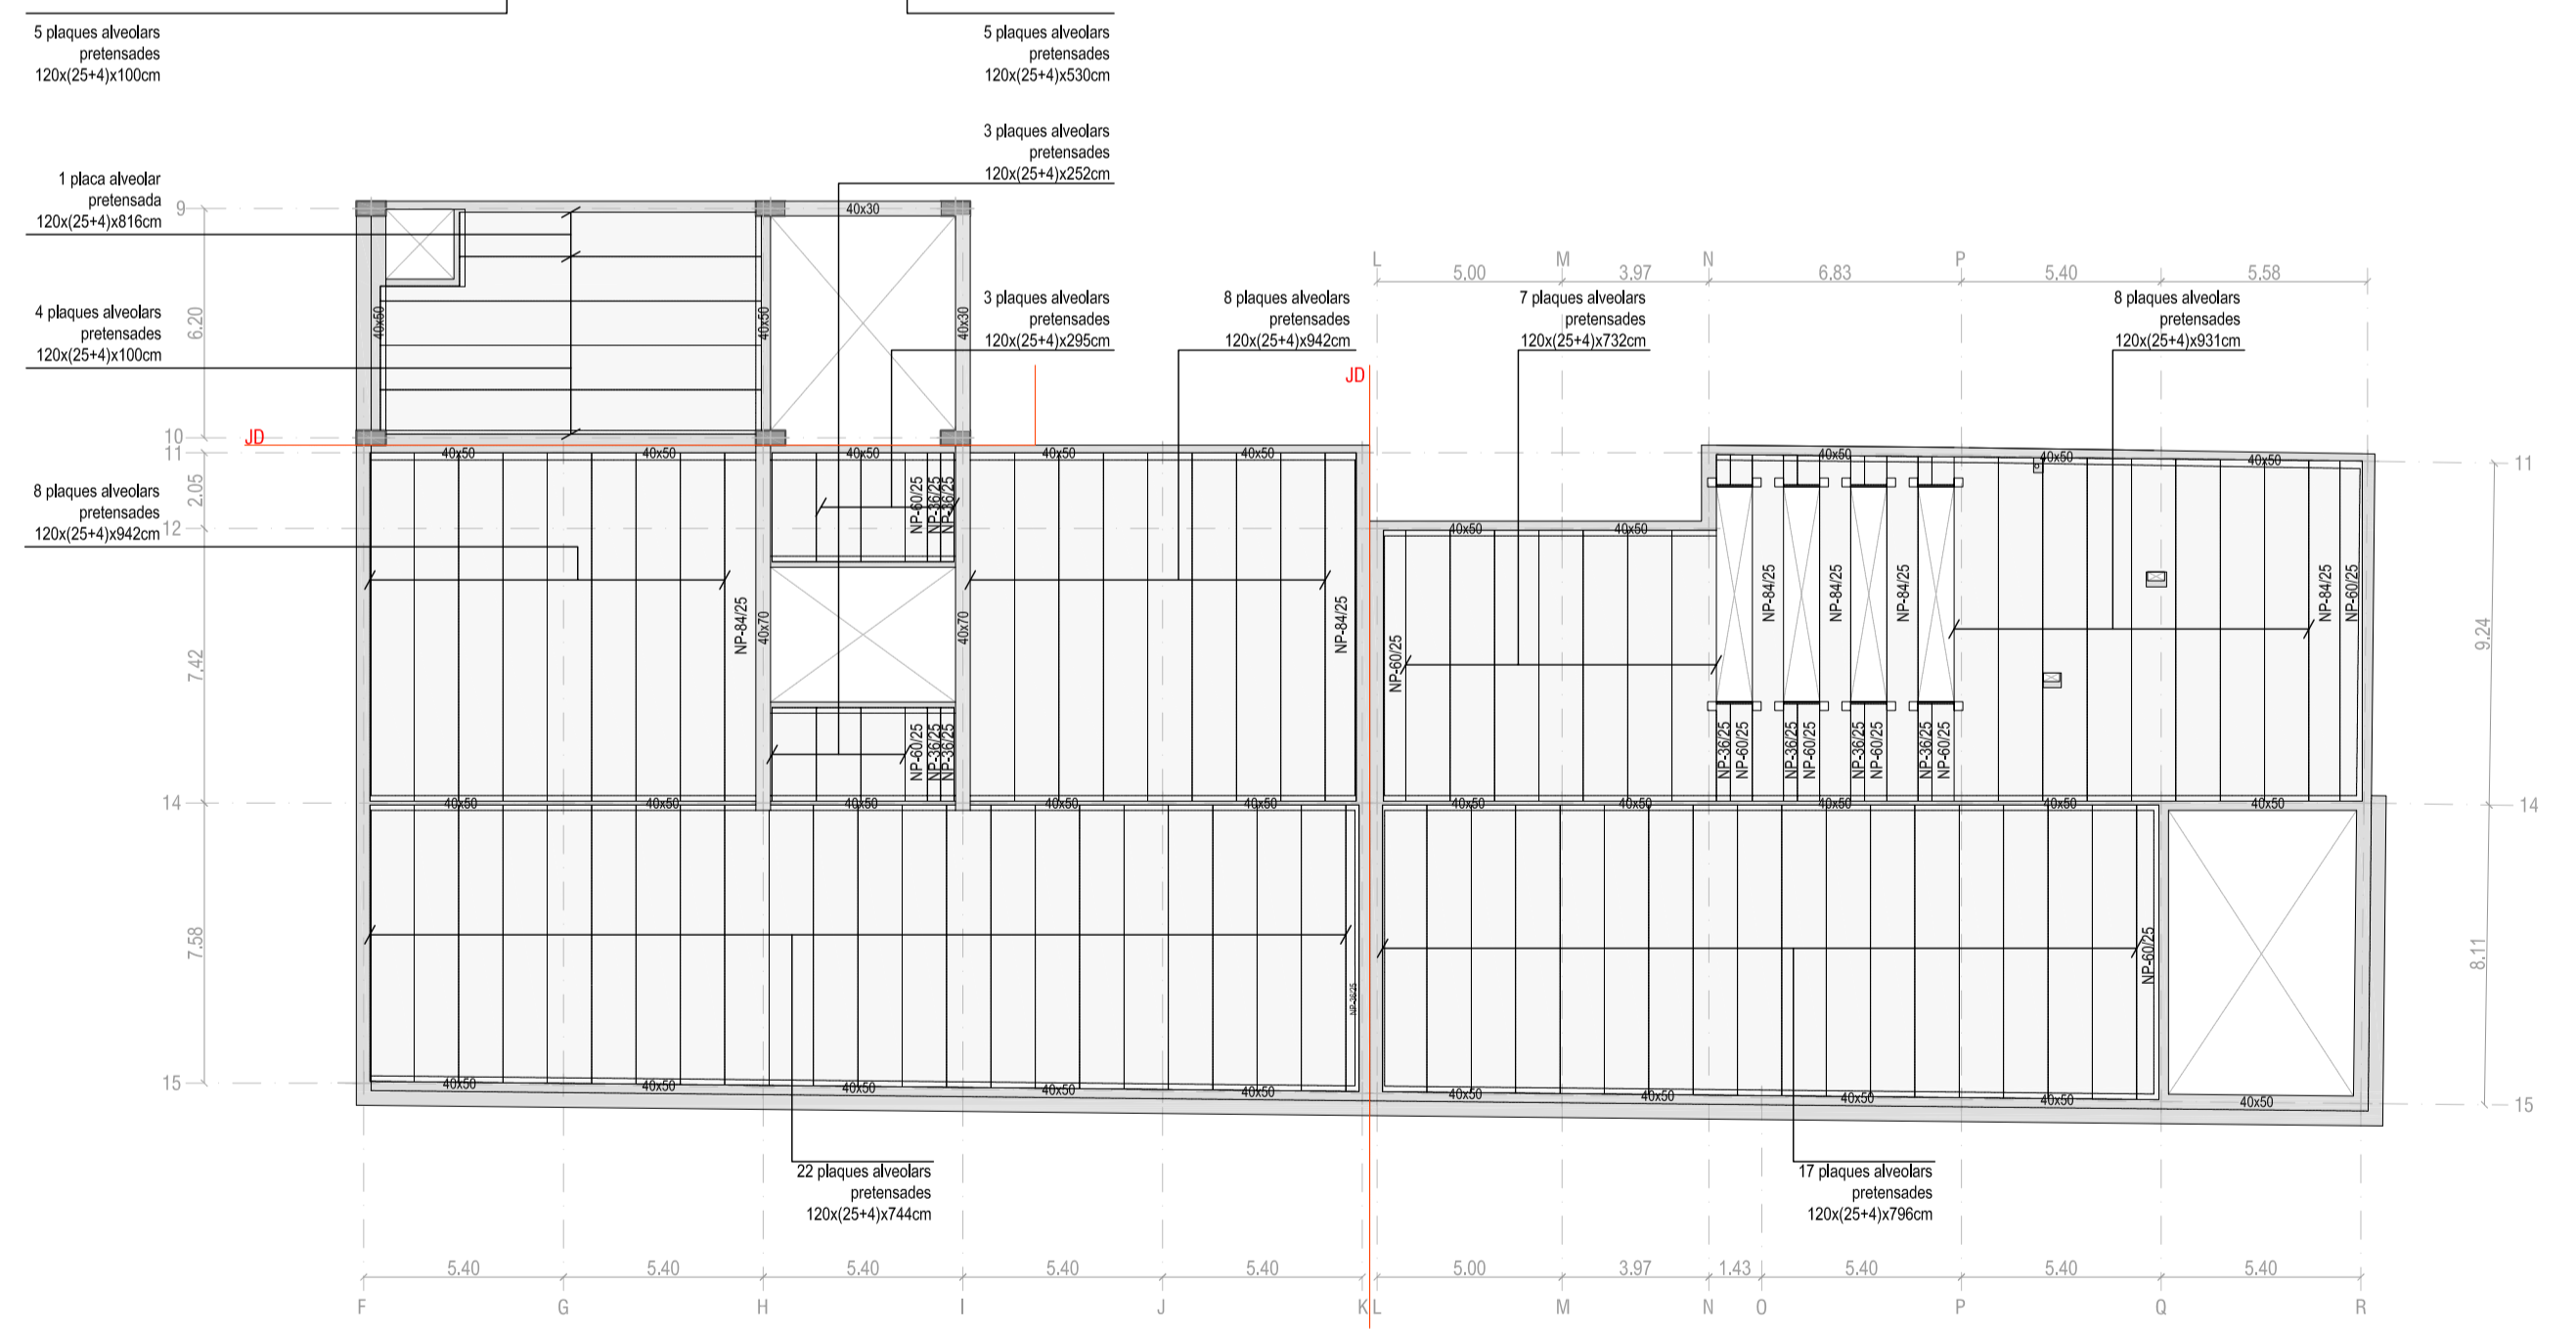 5 plaques alveolars
pretensades
120x(25+4)x100cm
5 plaques alveolars
pretensades
120x(25+4)x530cm
3 plaques alveolars
pretensades
120x(25+4)x252cm
1 placa alveolar
pretensada
120x(25+4)x816cm
9
40x30
L
M
N
P
5.00
3.97
6.83
5.40
5.58
4 plaques alveolars
pretensades
120x(25+4)x100cm
6.20
40x50
40x50
40x30
3 plaques alveolars
pretensades
120x(25+4)x295cm
8 plaques alveolars
pretensades
120x(25+4)x942cm
7 plaques alveolars
pretensades
120x(25+4)x732cm
8 plaques alveolars
pretensades
120x(25+4)x931cm
JD
10
JD
11
40x50
40x50
40x50
40x50
40x50
40x50
40x50
40x50
11
8 plaques alveolars
pretensades
120x(25+4)x942cm
2.05
12
NP-60/25
NP-36/25
NP-36/25
40x50
40x50
7.42
NP-84/25
40x70
40x70
NP-84/25
NP-60/25
NP-84/25
NP-84/25
NP-84/25
NP-84/25
NP-60/25
9.24
NP-60/25
NP-36/25
NP-36/25
NP-36/25
NP-60/25
NP-36/25
NP-60/25
NP-36/25
NP-60/25
NP-36/25
NP-60/25
14
40x50
40x50
40x50
40x50
40x50
40x50
40x50
40x50
40x50
40x50
14
7.58
NP-36/25
NP-60/25
8.11
15
40x50
40x50
40x50
40x50
40x50
40x50
40x50
40x50
40x50
40x50
15
22 plaques alveolars
pretensades
120x(25+4)x744cm
17 plaques alveolars
pretensades
120x(25+4)x796cm
5.40
5.40
5.40
5.40
5.40
5.00
3.97
1.43
5.40
5.40
5.40
F
G
H
I
J
K
L
M
N
O
P
Q
R